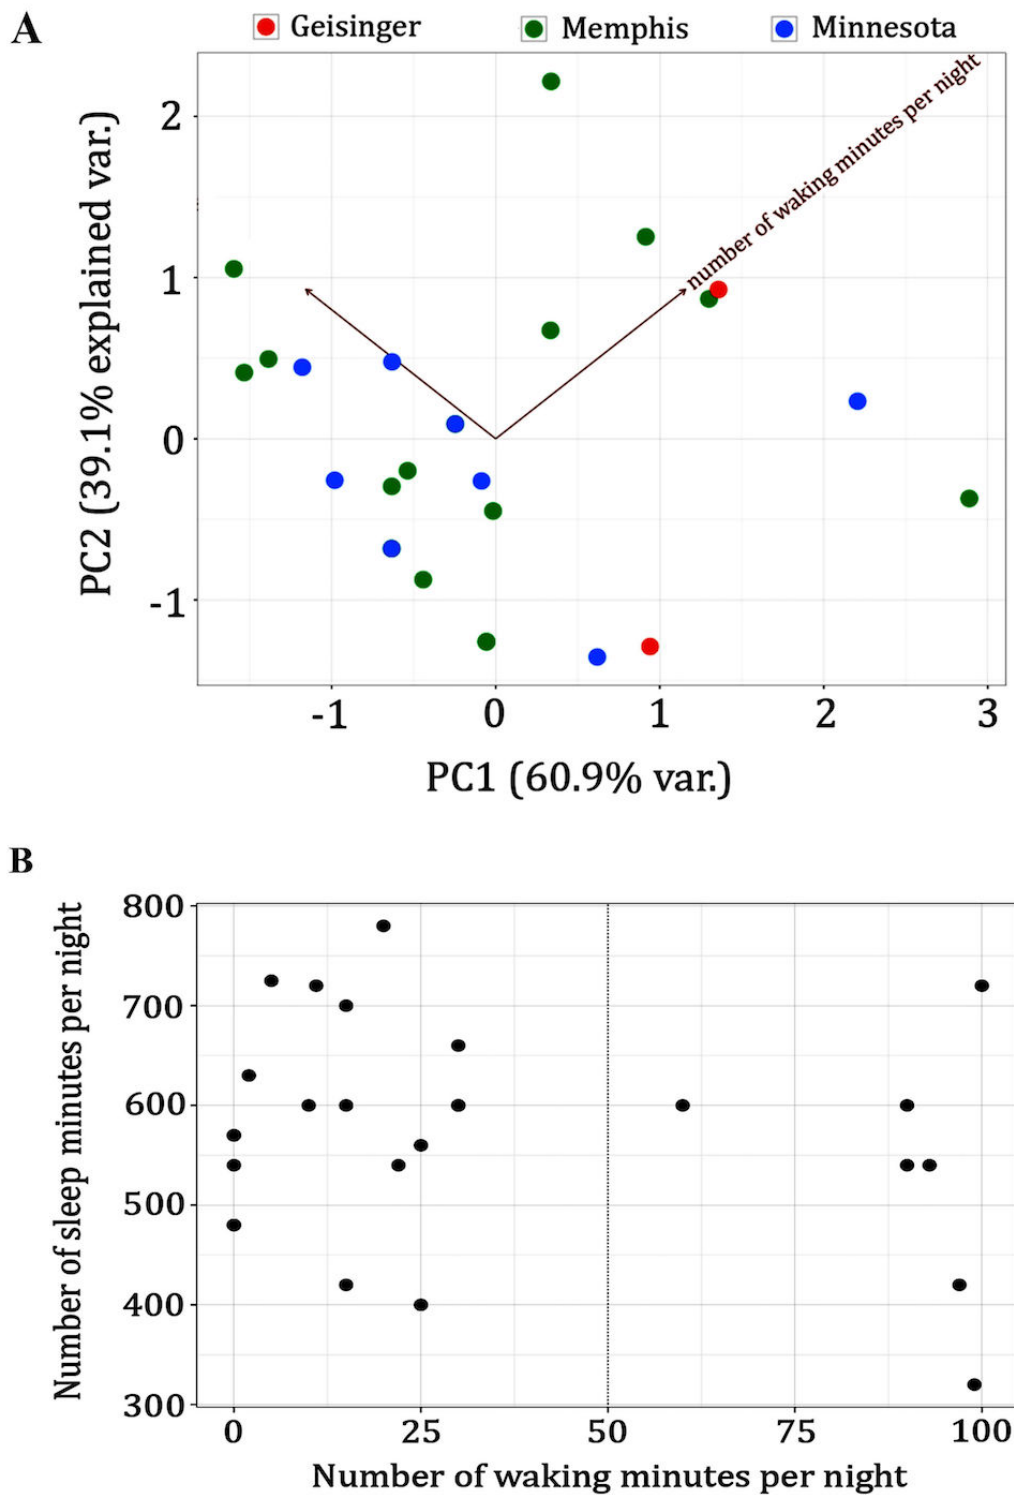 A
Geisinger Memphis Minnesota
number of waking minutes per night
PC2 (39.1% explained var.)
2
1
0
-1
-1 0 1 2 3
PC1 (60.9% var.)
B
Number of sleep minutes per night
800
700
600
500
400
300
0 25 50 75 100
Number of waking minutes per night